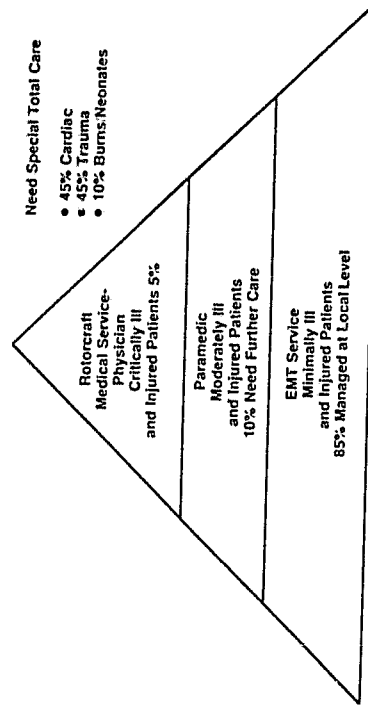 Need Special Total Care
• 45% Cardiac
• 45% Trauma
• 10% Burns/Neonates
Rotorcraft
Medical Service-
Physician
Critically Ill
and Injured Patients 5%
Paramedic
Moderately Ill
and Injured Patients
10% Need Further Care
EMT Service
Minimally Ill
and Injured Patients
85% Managed at Local Level